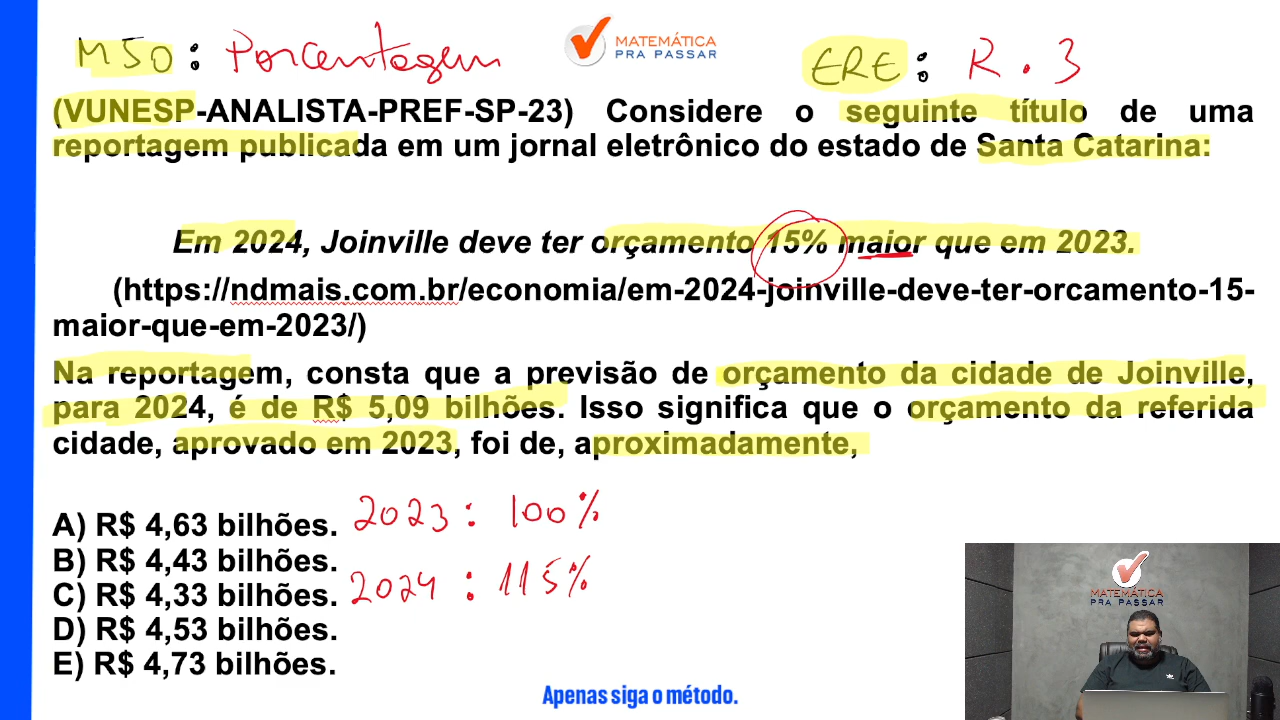 M50 : Porcentagem
MATEMÁTICA
PRA PASSAR
ERE : R. 3
(VUNESP-ANALISTA-PREF-SP-23) Considere o seguinte título de uma
reportagem publicada em um jornal eletrônico do estado de Santa Catarina:
Em 2024, Joinville deve ter orçamento 15% maior que em 2023.
(https://ndmais.com.br/economia/em-2024-joinville-deve-ter-orcamento-15-
maior-que-em-2023/)
Na reportagem, consta que a previsão de orçamento da cidade de Joinville,
para 2024, é de R$ 5,09 bilhões. Isso significa que o orçamento da referida
cidade, aprovado em 2023, foi de, aproximadamente,
A) R$ 4,63 bilhões.
2023 : 100%
B) R$ 4,43 bilhões.
C) R$ 4,33 bilhões.
2024 : 115%
D) R$ 4,53 bilhões.
E) R$ 4,73 bilhões.
MATEMÁTICA
PRA PASSAR
Apenas siga o método.